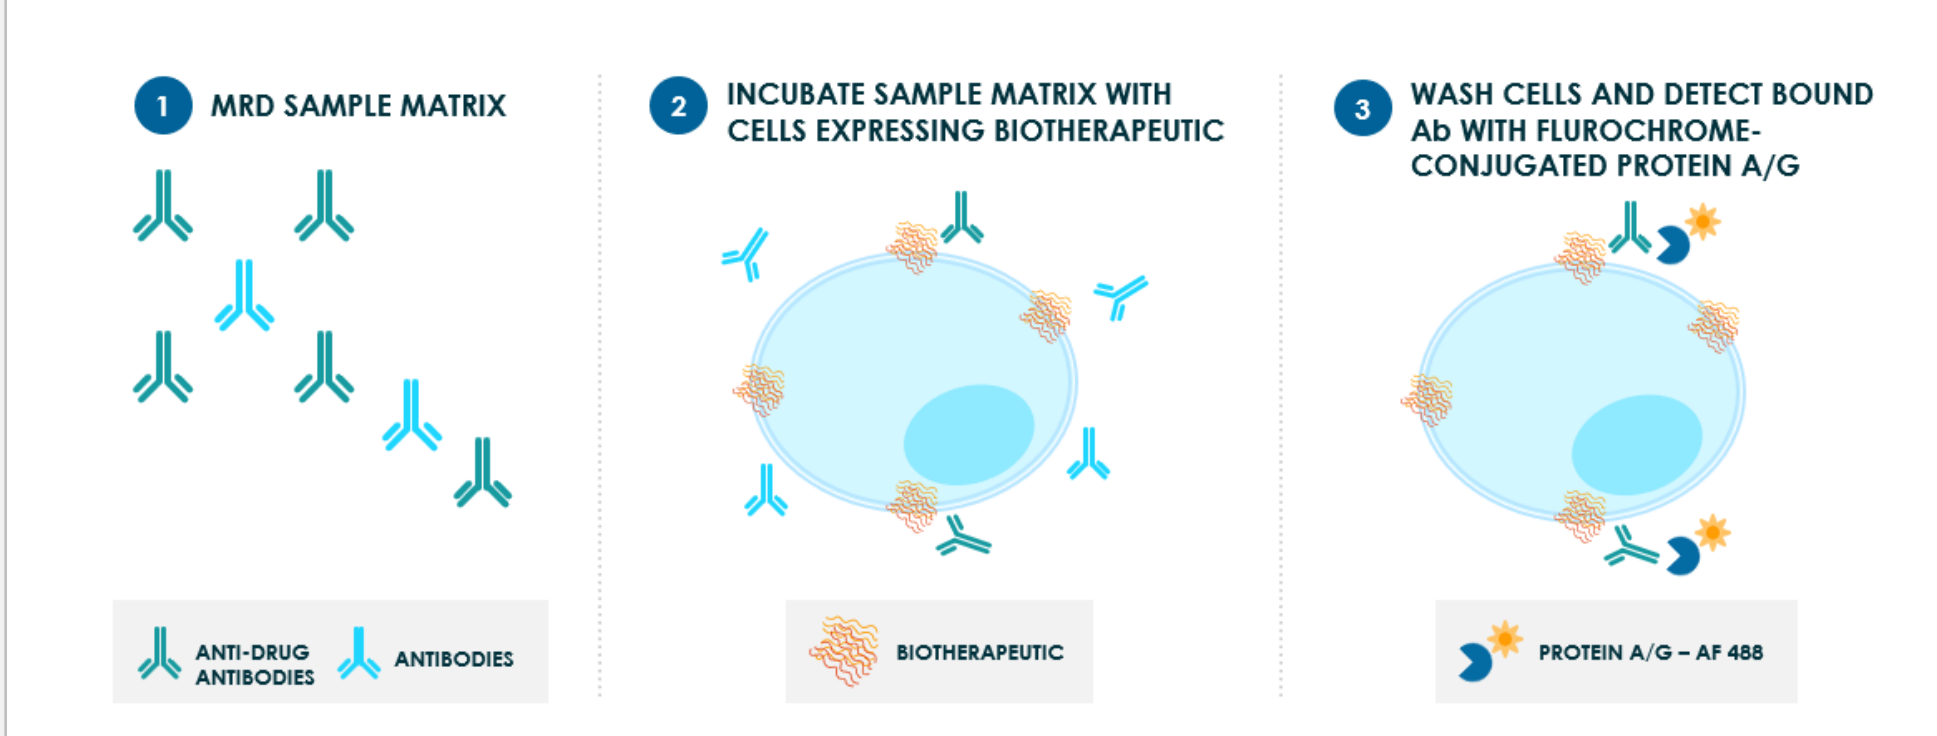 1 MRD SAMPLE MATRIX
2 INCUBATE SAMPLE MATRIX WITH
CELLS EXPRESSING BIOTHERAPEUTIC
3 WASH CELLS AND DETECT BOUND
Ab WITH FLUROCHROME-
CONJUGATED PROTEIN A/G
ANTI-DRUG
ANTIBODIES
ANTIBODIES
BIOTHERAPEUTIC
PROTEIN A/G – AF 488